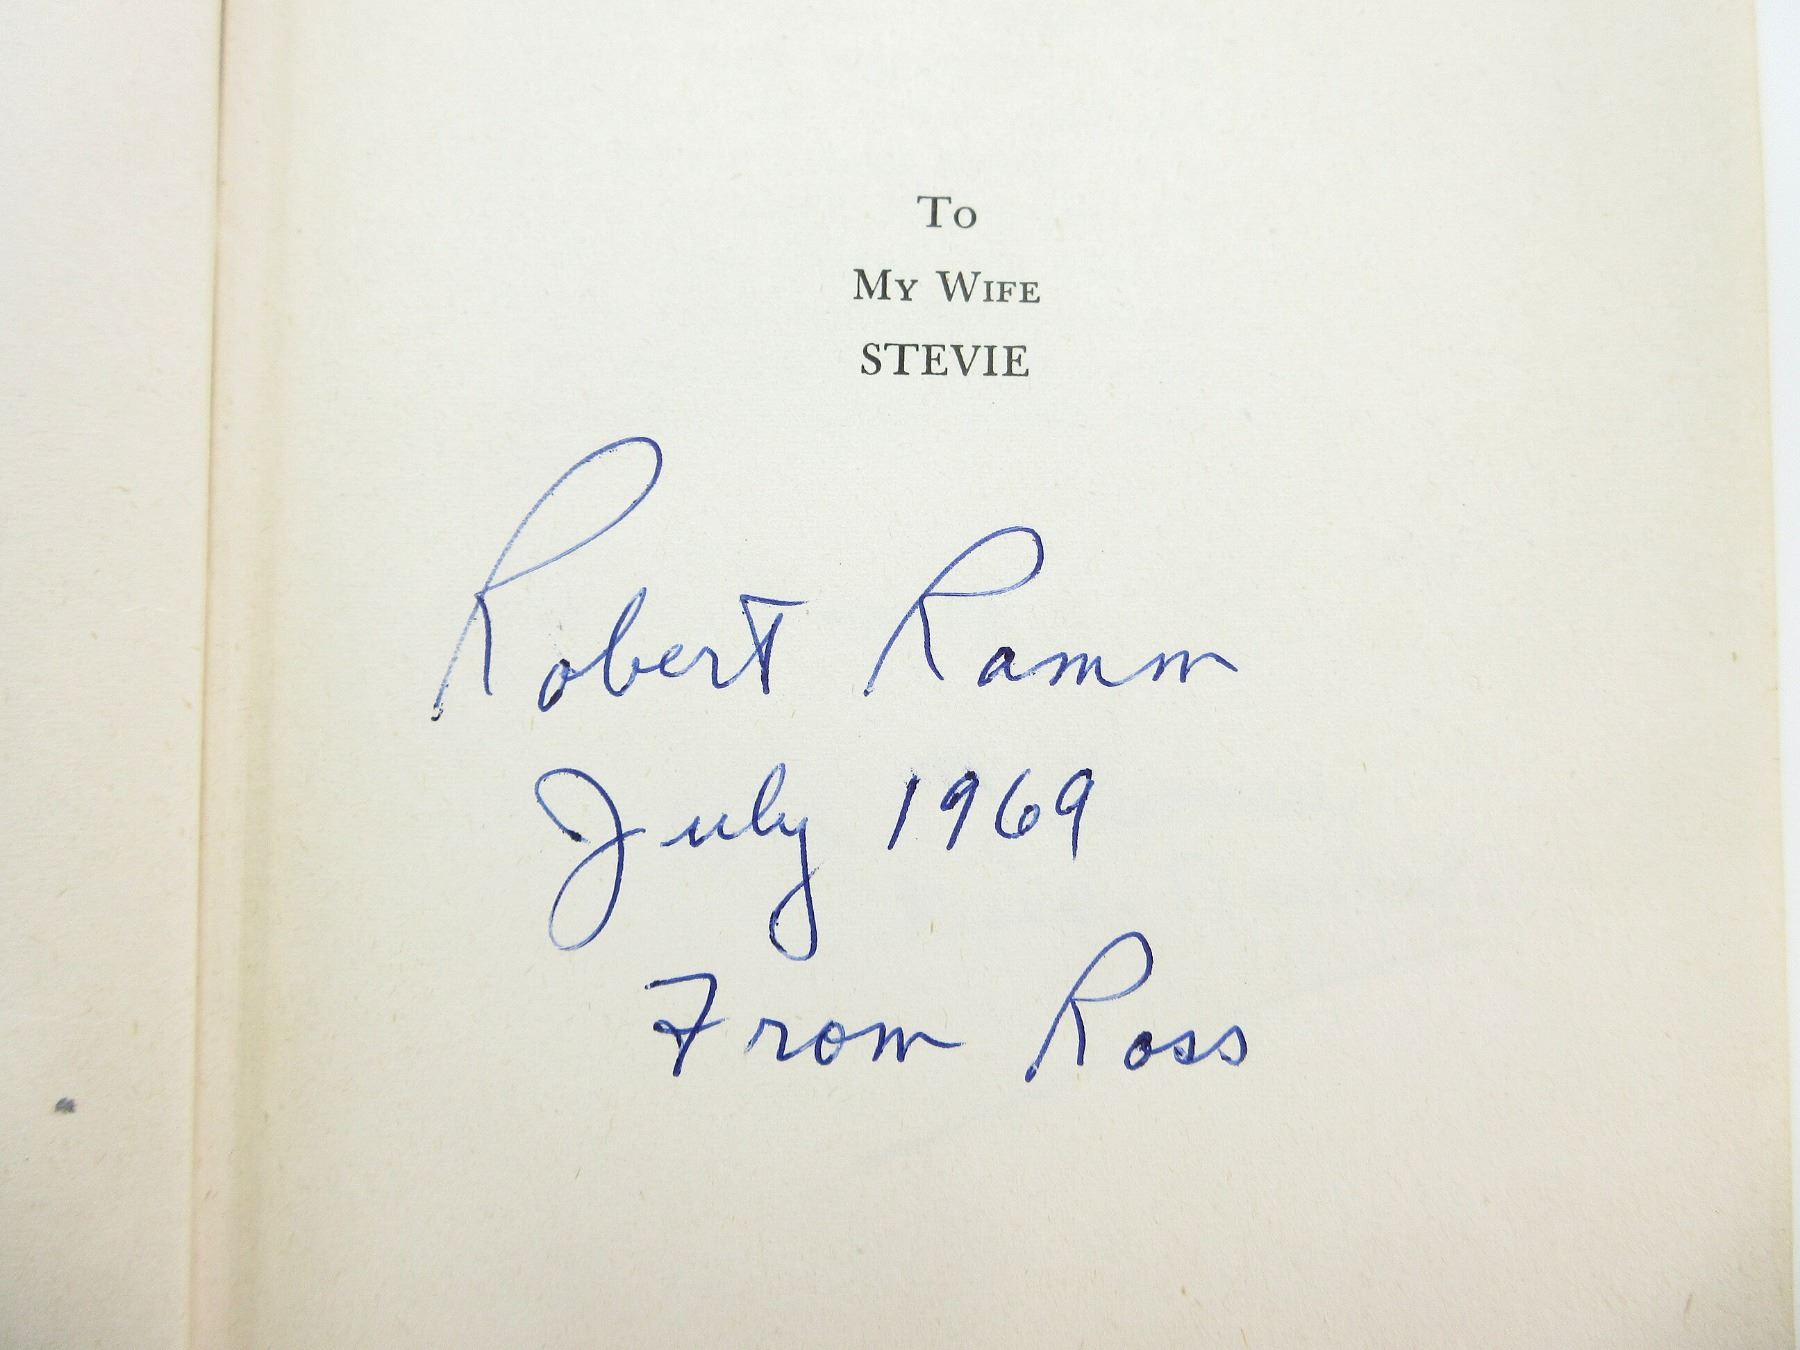 To
My Wife
STEVIE
Robert Ramm
July 1969
From Ross